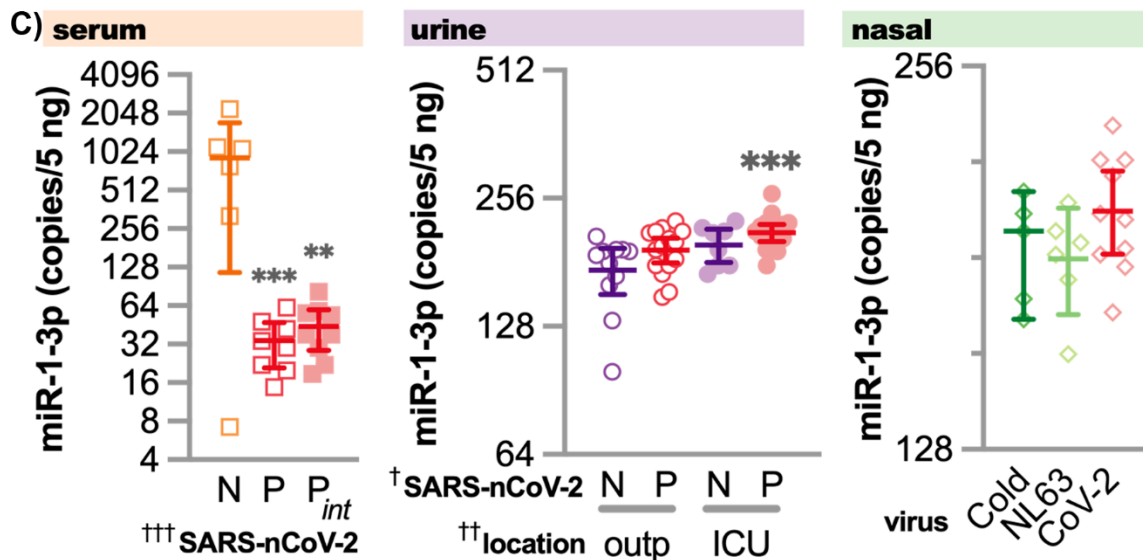 C)
serum
miR-1-3p (copies/5 ng)
4096
2048
1024
512
256
128
64
32
16
8
4
***
**
N P P int
††† SARS-nCoV-2
urine
miR-1-3p (copies/5 ng)
512
256
128
64
***
† SARS-nCoV-2 N P N P
†† location outp ICU
nasal
miR-1-3p (copies/5 ng)
256
128
virus Cold NL63 CoV-2